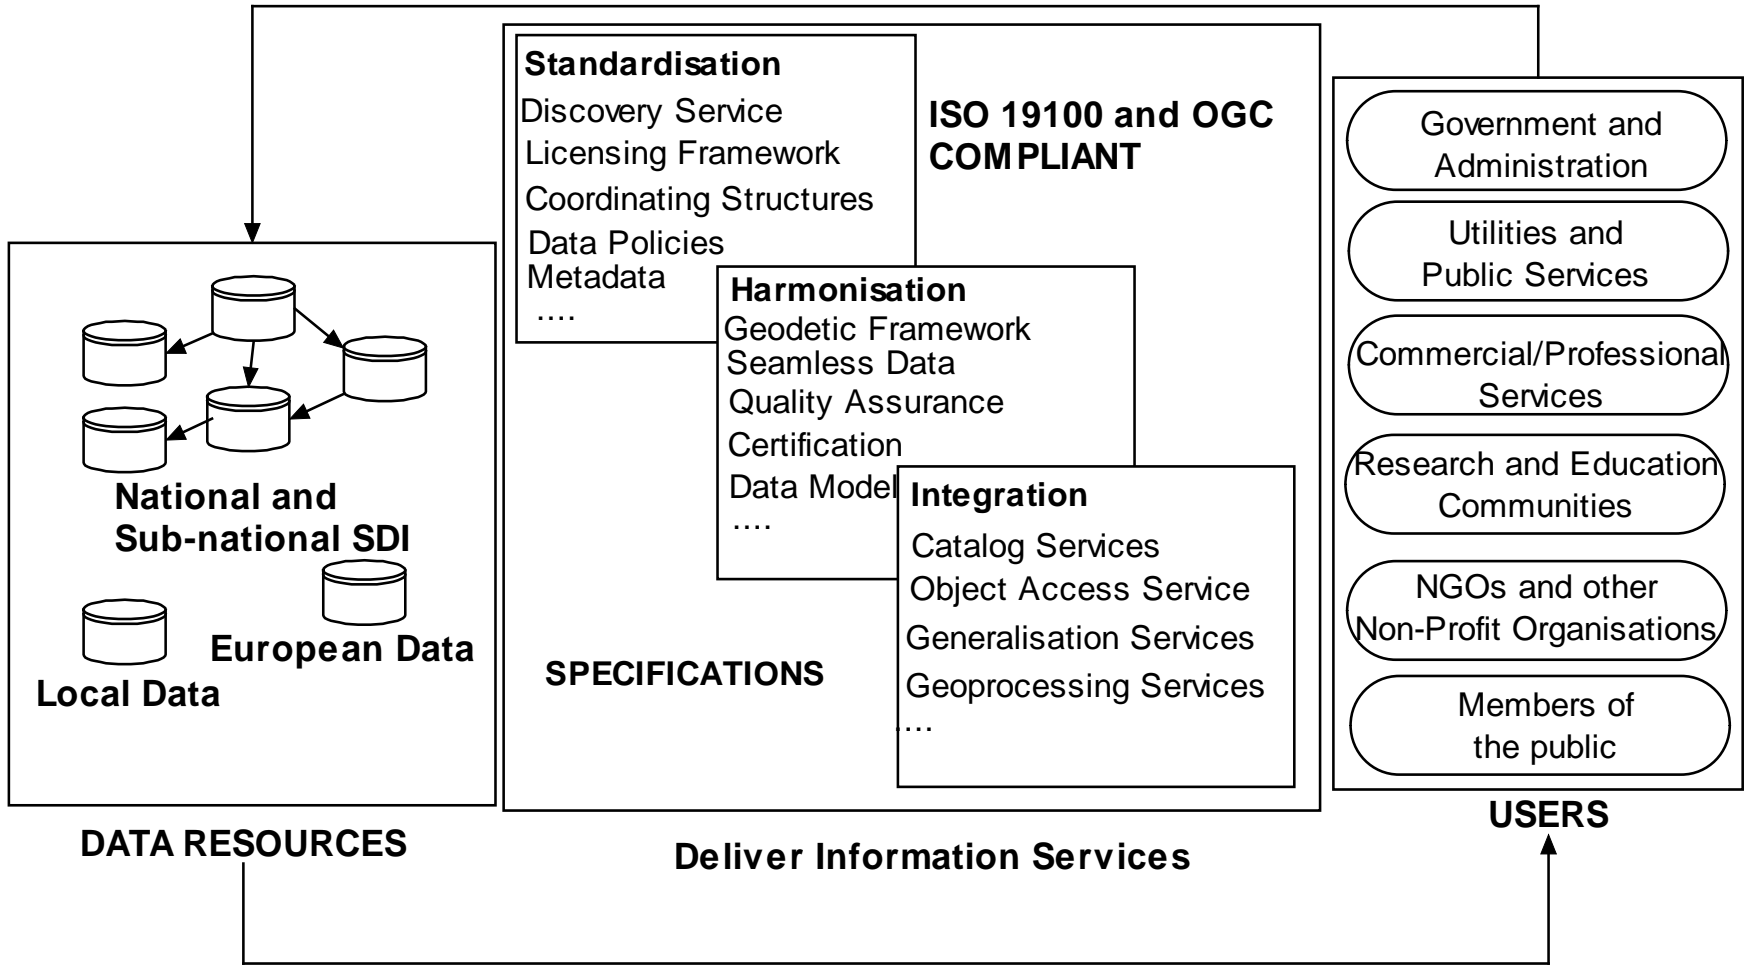 Standardisation
Discovery Service
Licensing Framework
Coordinating Structures
Data Policies
Metadata
....
ISO 19100 and OGC
COMPLIANT
Harmonisation
Geodetic Framework
Seamless Data
Quality Assurance
Certification
Data Model
....
Integration
Catalog Services
Object Access Service
Generalisation Services
Geoprocessing Services
....
SPECIFICATIONS
National and
Sub-national SDI
European Data
Local Data
DATA RESOURCES
Deliver Information Services
Government and
Administration
Utilities and
Public Services
Commercial/Professional
Services
Research and Education
Communities
NGOs and other
Non-Profit Organisations
Members of
the public
USERS